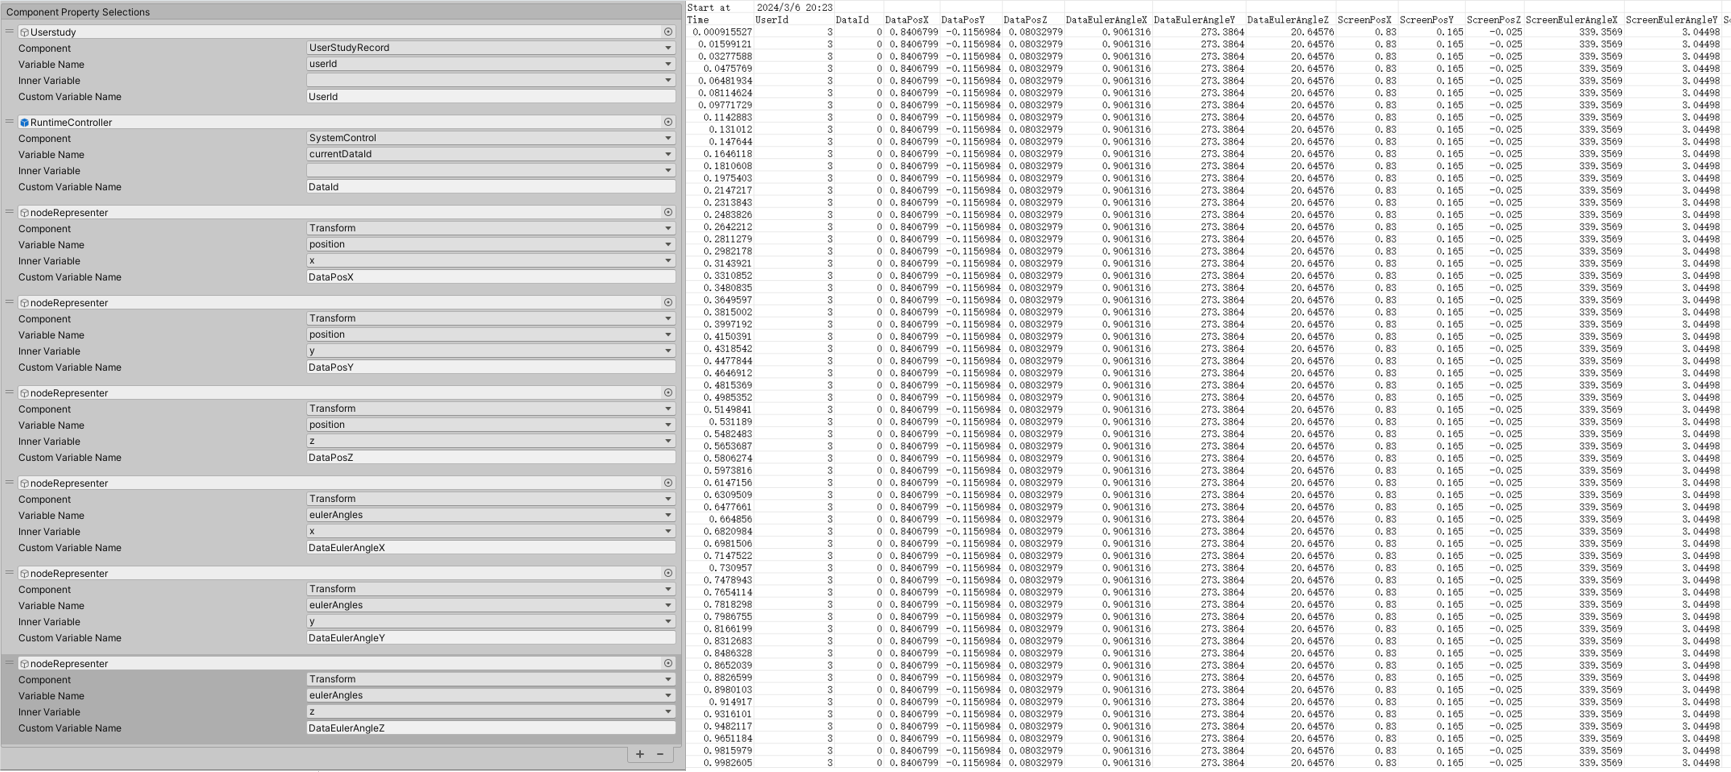 Component Property Selections
Userstudy
Component UserStudyRecord
Variable Name userId
Inner Variable
Custom Variable Name UserId
RuntimeController
Component SystemControl
Variable Name currentDataId
Inner Variable
Custom Variable Name DataId
nodeRepresenter
Component Transform
Variable Name position
Inner Variable x
Custom Variable Name DataPosX
nodeRepresenter
Component Transform
Variable Name position
Inner Variable y
Custom Variable Name DataPosY
nodeRepresenter
Component Transform
Variable Name position
Inner Variable z
Custom Variable Name DataPosZ
nodeRepresenter
Component Transform
Variable Name eulerAngles
Inner Variable x
Custom Variable Name DataEulerAngleX
nodeRepresenter
Component Transform
Variable Name eulerAngles
Inner Variable y
Custom Variable Name DataEulerAngleY
nodeRepresenter
Component Transform
Variable Name eulerAngles
Inner Variable z
Custom Variable Name DataEulerAngleZ
+ −
Start at 2024/3/6 20:23
Time UserId DataId DataPosX DataPosY DataPosZ DataEulerAngleX DataEulerAngleY DataEulerAngleZ ScreenPosX ScreenPosY ScreenPosZ ScreenEulerAngleX ScreenEulerAngleY
0.000915527 3 0 0.8406799 -0.1156984 0.08032979 0.9061316 273.3864 20.64576 0.83 0.165 -0.025 339.3569 3.04498
0.01599121 3 0 0.8406799 -0.1156984 0.08032979 0.9061316 273.3864 20.64576 0.83 0.165 -0.025 339.3569 3.04498
0.03277588 3 0 0.8406799 -0.1156984 0.08032979 0.9061316 273.3864 20.64576 0.83 0.165 -0.025 339.3569 3.04498
0.0475769 3 0 0.8406799 -0.1156984 0.08032979 0.9061316 273.3864 20.64576 0.83 0.165 -0.025 339.3569 3.04498
0.06481934 3 0 0.8406799 -0.1156984 0.08032979 0.9061316 273.3864 20.64576 0.83 0.165 -0.025 339.3569 3.04498
0.08114624 3 0 0.8406799 -0.1156984 0.08032979 0.9061316 273.3864 20.64576 0.83 0.165 -0.025 339.3569 3.04498
0.09771729 3 0 0.8406799 -0.1156984 0.08032979 0.9061316 273.3864 20.64576 0.83 0.165 -0.025 339.3569 3.04498
0.1142883 3 0 0.8406799 -0.1156984 0.08032979 0.9061316 273.3864 20.64576 0.83 0.165 -0.025 339.3569 3.04498
0.131012 3 0 0.8406799 -0.1156984 0.08032979 0.9061316 273.3864 20.64576 0.83 0.165 -0.025 339.3569 3.04498
0.147644 3 0 0.8406799 -0.1156984 0.08032979 0.9061316 273.3864 20.64576 0.83 0.165 -0.025 339.3569 3.04498
0.1646118 3 0 0.8406799 -0.1156984 0.08032979 0.9061316 273.3864 20.64576 0.83 0.165 -0.025 339.3569 3.04498
0.1810608 3 0 0.8406799 -0.1156984 0.08032979 0.9061316 273.3864 20.64576 0.83 0.165 -0.025 339.3569 3.04498
0.1975403 3 0 0.8406799 -0.1156984 0.08032979 0.9061316 273.3864 20.64576 0.83 0.165 -0.025 339.3569 3.04498
0.2147217 3 0 0.8406799 -0.1156984 0.08032979 0.9061316 273.3864 20.64576 0.83 0.165 -0.025 339.3569 3.04498
0.2313843 3 0 0.8406799 -0.1156984 0.08032979 0.9061316 273.3864 20.64576 0.83 0.165 -0.025 339.3569 3.04498
0.2483826 3 0 0.8406799 -0.1156984 0.08032979 0.9061316 273.3864 20.64576 0.83 0.165 -0.025 339.3569 3.04498
0.2642212 3 0 0.8406799 -0.1156984 0.08032979 0.9061316 273.3864 20.64576 0.83 0.165 -0.025 339.3569 3.04498
0.2811279 3 0 0.8406799 -0.1156984 0.08032979 0.9061316 273.3864 20.64576 0.83 0.165 -0.025 339.3569 3.04498
0.2982178 3 0 0.8406799 -0.1156984 0.08032979 0.9061316 273.3864 20.64576 0.83 0.165 -0.025 339.3569 3.04498
0.3143921 3 0 0.8406799 -0.1156984 0.08032979 0.9061316 273.3864 20.64576 0.83 0.165 -0.025 339.3569 3.04498
0.3310852 3 0 0.8406799 -0.1156984 0.08032979 0.9061316 273.3864 20.64576 0.83 0.165 -0.025 339.3569 3.04498
0.3480835 3 0 0.8406799 -0.1156984 0.08032979 0.9061316 273.3864 20.64576 0.83 0.165 -0.025 339.3569 3.04498
0.3649597 3 0 0.8406799 -0.1156984 0.08032979 0.9061316 273.3864 20.64576 0.83 0.165 -0.025 339.3569 3.04498
0.3815002 3 0 0.8406799 -0.1156984 0.08032979 0.9061316 273.3864 20.64576 0.83 0.165 -0.025 339.3569 3.04498
0.3997192 3 0 0.8406799 -0.1156984 0.08032979 0.9061316 273.3864 20.64576 0.83 0.165 -0.025 339.3569 3.04498
0.4150391 3 0 0.8406799 -0.1156984 0.08032979 0.9061316 273.3864 20.64576 0.83 0.165 -0.025 339.3569 3.04498
0.4318542 3 0 0.8406799 -0.1156984 0.08032979 0.9061316 273.3864 20.64576 0.83 0.165 -0.025 339.3569 3.04498
0.4477844 3 0 0.8406799 -0.1156984 0.08032979 0.9061316 273.3864 20.64576 0.83 0.165 -0.025 339.3569 3.04498
0.4646912 3 0 0.8406799 -0.1156984 0.08032979 0.9061316 273.3864 20.64576 0.83 0.165 -0.025 339.3569 3.04498
0.4815369 3 0 0.8406799 -0.1156984 0.08032979 0.9061316 273.3864 20.64576 0.83 0.165 -0.025 339.3569 3.04498
0.4985352 3 0 0.8406799 -0.1156984 0.08032979 0.9061316 273.3864 20.64576 0.83 0.165 -0.025 339.3569 3.04498
0.5149841 3 0 0.8406799 -0.1156984 0.08032979 0.9061316 273.3864 20.64576 0.83 0.165 -0.025 339.3569 3.04498
0.531189 3 0 0.8406799 -0.1156984 0.08032979 0.9061316 273.3864 20.64576 0.83 0.165 -0.025 339.3569 3.04498
0.5482483 3 0 0.8406799 -0.1156984 0.08032979 0.9061316 273.3864 20.64576 0.83 0.165 -0.025 339.3569 3.04498
0.5653687 3 0 0.8406799 -0.1156984 0.08032979 0.9061316 273.3864 20.64576 0.83 0.165 -0.025 339.3569 3.04498
0.5806274 3 0 0.8406799 -0.1156984 0.08032979 0.9061316 273.3864 20.64576 0.83 0.165 -0.025 339.3569 3.04498
0.5973816 3 0 0.8406799 -0.1156984 0.08032979 0.9061316 273.3864 20.64576 0.83 0.165 -0.025 339.3569 3.04498
0.6147156 3 0 0.8406799 -0.1156984 0.08032979 0.9061316 273.3864 20.64576 0.83 0.165 -0.025 339.3569 3.04498
0.6309509 3 0 0.8406799 -0.1156984 0.08032979 0.9061316 273.3864 20.64576 0.83 0.165 -0.025 339.3569 3.04498
0.6477661 3 0 0.8406799 -0.1156984 0.08032979 0.9061316 273.3864 20.64576 0.83 0.165 -0.025 339.3569 3.04498
0.664856 3 0 0.8406799 -0.1156984 0.08032979 0.9061316 273.3864 20.64576 0.83 0.165 -0.025 339.3569 3.04498
0.6820984 3 0 0.8406799 -0.1156984 0.08032979 0.9061316 273.3864 20.64576 0.83 0.165 -0.025 339.3569 3.04498
0.6981506 3 0 0.8406799 -0.1156984 0.08032979 0.9061316 273.3864 20.64576 0.83 0.165 -0.025 339.3569 3.04498
0.7147522 3 0 0.8406799 -0.1156984 0.08032979 0.9061316 273.3864 20.64576 0.83 0.165 -0.025 339.3569 3.04498
0.730957 3 0 0.8406799 -0.1156984 0.08032979 0.9061316 273.3864 20.64576 0.83 0.165 -0.025 339.3569 3.04498
0.7478943 3 0 0.8406799 -0.1156984 0.08032979 0.9061316 273.3864 20.64576 0.83 0.165 -0.025 339.3569 3.04498
0.7654114 3 0 0.8406799 -0.1156984 0.08032979 0.9061316 273.3864 20.64576 0.83 0.165 -0.025 339.3569 3.04498
0.7818298 3 0 0.8406799 -0.1156984 0.08032979 0.9061316 273.3864 20.64576 0.83 0.165 -0.025 339.3569 3.04498
0.7986755 3 0 0.8406799 -0.1156984 0.08032979 0.9061316 273.3864 20.64576 0.83 0.165 -0.025 339.3569 3.04498
0.8166199 3 0 0.8406799 -0.1156984 0.08032979 0.9061316 273.3864 20.64576 0.83 0.165 -0.025 339.3569 3.04498
0.8312683 3 0 0.8406799 -0.1156984 0.08032979 0.9061316 273.3864 20.64576 0.83 0.165 -0.025 339.3569 3.04498
0.8486328 3 0 0.8406799 -0.1156984 0.08032979 0.9061316 273.3864 20.64576 0.83 0.165 -0.025 339.3569 3.04498
0.8652039 3 0 0.8406799 -0.1156984 0.08032979 0.9061316 273.3864 20.64576 0.83 0.165 -0.025 339.3569 3.04498
0.8826599 3 0 0.8406799 -0.1156984 0.08032979 0.9061316 273.3864 20.64576 0.83 0.165 -0.025 339.3569 3.04498
0.8980103 3 0 0.8406799 -0.1156984 0.08032979 0.9061316 273.3864 20.64576 0.83 0.165 -0.025 339.3569 3.04498
0.914917 3 0 0.8406799 -0.1156984 0.08032979 0.9061316 273.3864 20.64576 0.83 0.165 -0.025 339.3569 3.04498
0.9316101 3 0 0.8406799 -0.1156984 0.08032979 0.9061316 273.3864 20.64576 0.83 0.165 -0.025 339.3569 3.04498
0.9482117 3 0 0.8406799 -0.1156984 0.08032979 0.9061316 273.3864 20.64576 0.83 0.165 -0.025 339.3569 3.04498
0.9651184 3 0 0.8406799 -0.1156984 0.08032979 0.9061316 273.3864 20.64576 0.83 0.165 -0.025 339.3569 3.04498
0.9815979 3 0 0.8406799 -0.1156984 0.08032979 0.9061316 273.3864 20.64576 0.83 0.165 -0.025 339.3569 3.04498
0.9982605 3 0 0.8406799 -0.1156984 0.08032979 0.9061316 273.3864 20.64576 0.83 0.165 -0.025 339.3569 3.04498